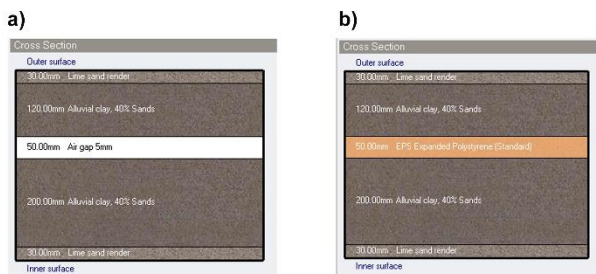 a)
Cross Section
Outer surface
30.00mm Lime sand render
120.00mm Alluvial clay, 40% Sands
50.00mm Air gap 5mm
200.00mm Alluvial clay, 40% Sands
30.00mm Lime sand render
Inner surface
b)
Cross Section
Outer surface
30.00mm Lime sand render
120.00mm Alluvial clay, 40% Sands
50.00mm EPS Expanded Polystyrene (Standard)
200.00mm Alluvial clay, 40% Sands
30.00mm Lime sand render
Inner surface